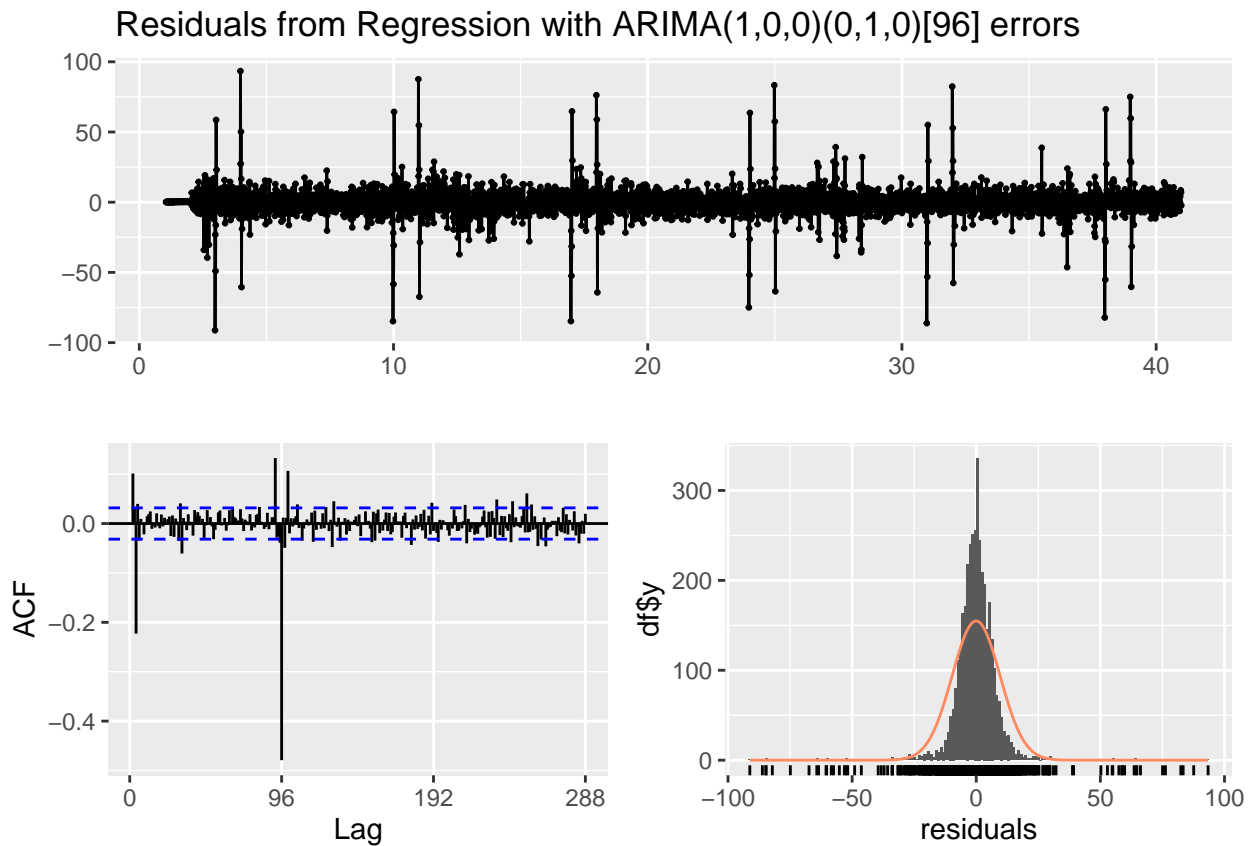 Residuals from Regression with ARIMA(1,0,0)(0,1,0)[96] errors
100
50
0
−50
−100
0 10 20 30 40
ACF
0.0
−0.2
−0.4
0 96 192 288
Lag
df$y
300
200
100
0
−100 −50 0 50 100
residuals